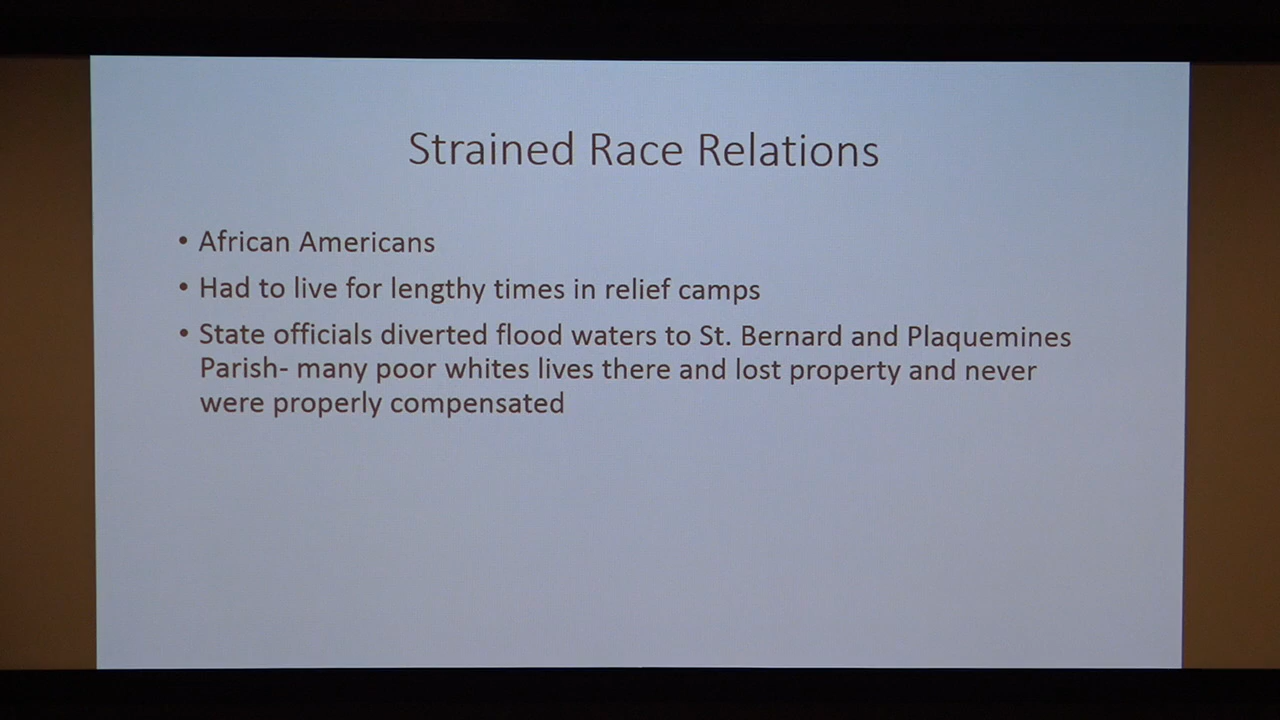 Strained Race Relations
• African Americans
• Had to live for lengthy times in relief camps
• State officials diverted flood waters to St. Bernard and Plaquemines
Parish- many poor whites lives there and lost property and never
were properly compensated